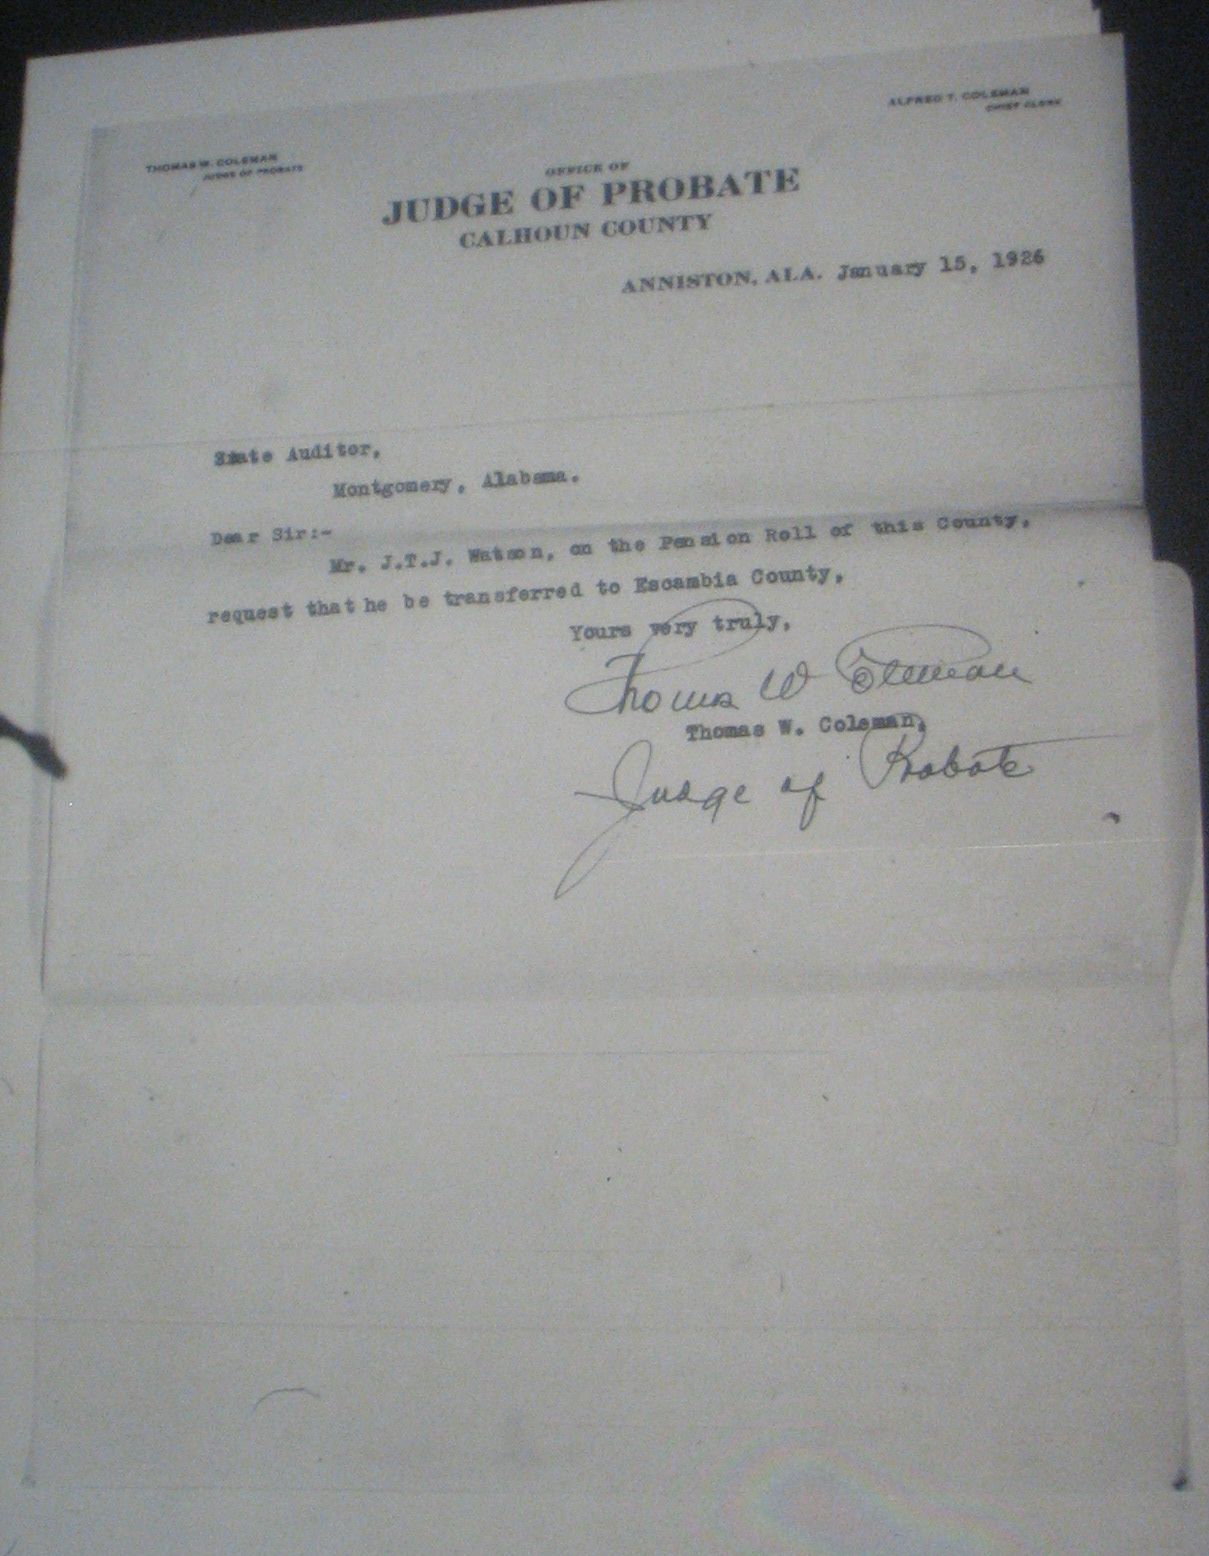 THOMAS W. COLEMAN
JUDGE OF PROBATE
ALFRED T. COLEMAN
CHIEF CLERK
OFFICE OF
JUDGE OF PROBATE
CALHOUN COUNTY
ANNISTON, ALA. January 15, 1926
State Auditor,
Montgomery, Alabama.
Dear Sir:-
Mr. J.T.J. Watson, on the Pension Roll of this County,
request that he be transferred to Escambia County,
Yours very truly,
Thomas W Coleman
Thomas W. Coleman,
Judge of Probate